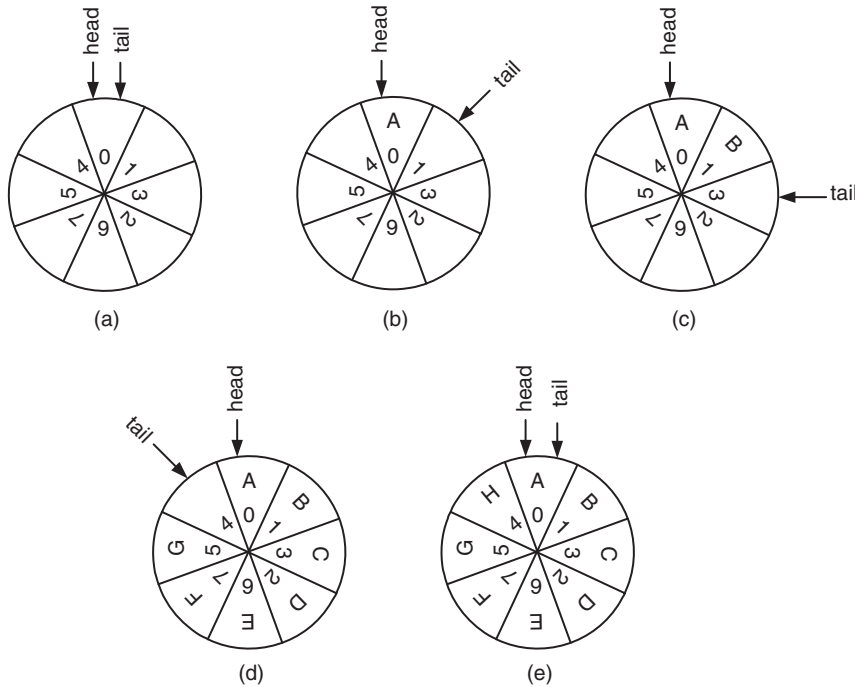 head
tail
4 0 1
5 3
7 6 2
(a)
head
tail
A
4 0 1
5 3
7 6 2
(b)
head
tail
A B
4 0 1
5 3
7 6 2
(c)
head
tail
A B
G C
F D
E
4 0 1
5 3
7 6 2
(d)
head
tail
H A B
G C
F D
E
4 0 1
5 3
7 6 2
(e)